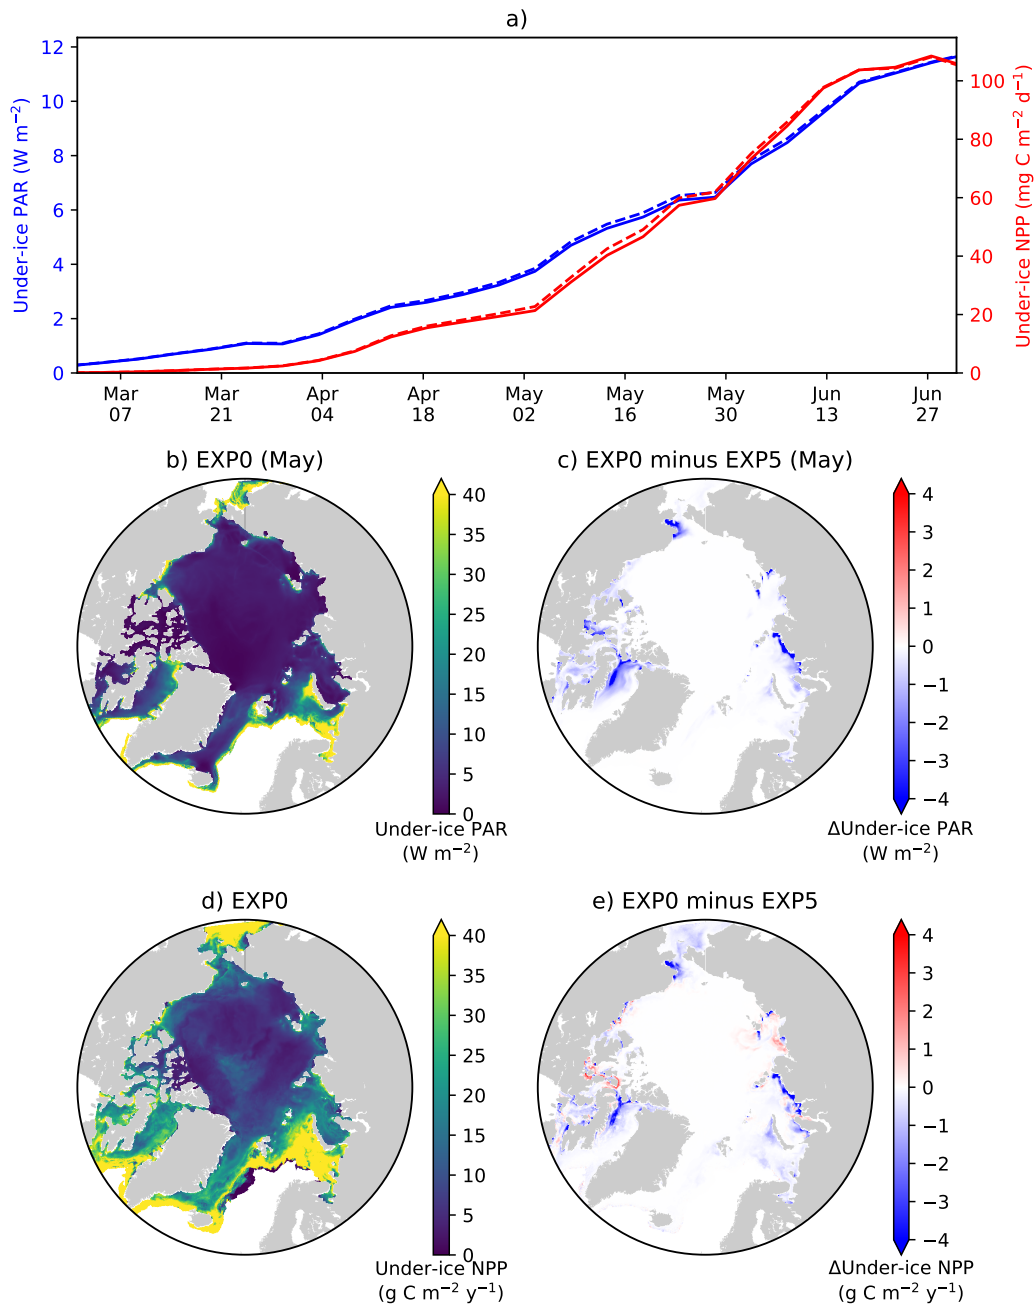 a)
Under-ice PAR (W m⁻²)
12
10
8
6
4
2
0
100
80
60
40
20
0
Under-ice NPP (mg C m⁻² d⁻¹)
Mar 07
Mar 21
Apr 04
Apr 18
May 02
May 16
May 30
Jun 13
Jun 27
b) EXP0 (May)
40
35
30
25
20
15
10
5
0
Under-ice PAR
(W m⁻²)
c) EXP0 minus EXP5 (May)
4
3
2
1
0
−1
−2
−3
−4
ΔUnder-ice PAR
(W m⁻²)
d) EXP0
40
35
30
25
20
15
10
5
0
Under-ice NPP
(g C m⁻² y⁻¹)
e) EXP0 minus EXP5
4
3
2
1
0
−1
−2
−3
−4
ΔUnder-ice NPP
(g C m⁻² y⁻¹)